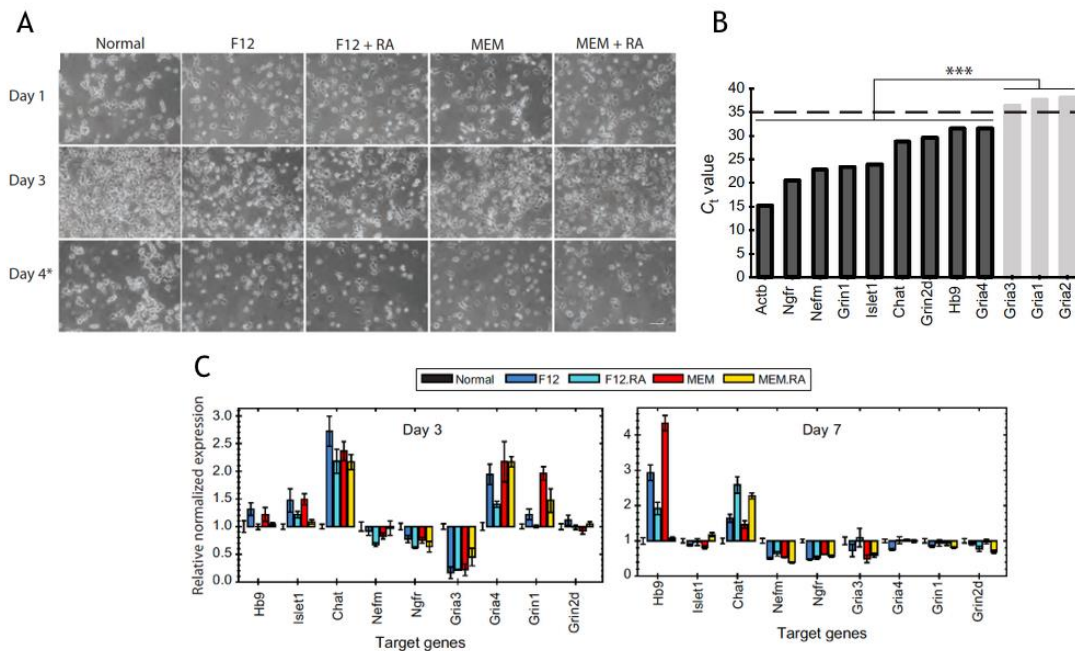 A
Normal F12 F12 + RA MEM MEM + RA
Day 1
Day 3
Day 4*
B
***
40
35
35
30
25
20
15
10
5
0
Ct value
Actb Ngfr Nefm Grin1 Islet1 Chat Grin2d Hb9 Gria4 Gria3 Gria1 Gria2
C
Normal F12 F12.RA MEM MEM.RA
Relative normalized expression
3.0
2.5
2.0
1.5
1.0
0.5
0.0
Day 3
Hb9 Islet1 Chat Nefm Ngfr Gria3 Gria4 Grin1 Grin2d
Target genes
4
3
2
1
0
Day 7
Hb9 Islet1 Chat Nefm Ngfr Gria3 Gria4 Grin1 Grin2d
Target genes